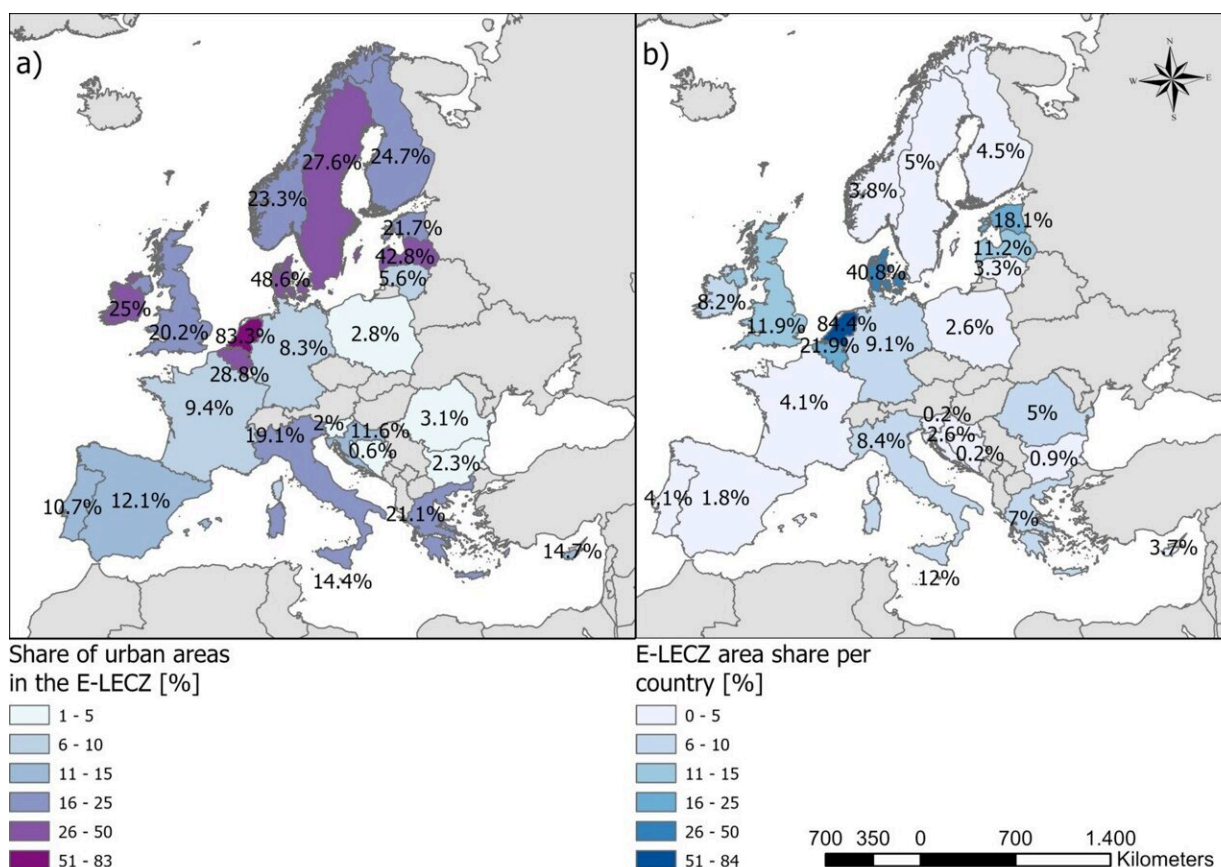 a)
27.6%
24.7%
23.3%
21.7%
42.8%
5.6%
48.6%
25%
20.2%
83.3%
2.8%
8.3%
28.8%
9.4%
3.1%
2%
11.6%
19.1%
0.6%
2.3%
12.1%
10.7%
21.1%
14.7%
14.4%
b)
N
W E
S
4.5%
5%
3.8%
18.1%
11.2%
3.3%
40.8%
8.2%
11.9%
84.4%
2.6%
21.9%
9.1%
4.1%
0.2%
5%
2.6%
8.4%
0.2%
0.9%
4.1%
1.8%
7%
3.7%
12%
Share of urban areas
in the E-LECZ [%]
1 - 5
6 - 10
11 - 15
16 - 25
26 - 50
51 - 83
E-LECZ area share per
country [%]
0 - 5
6 - 10
11 - 15
16 - 25
26 - 50
51 - 84
700 350 0 700 1.400
Kilometers